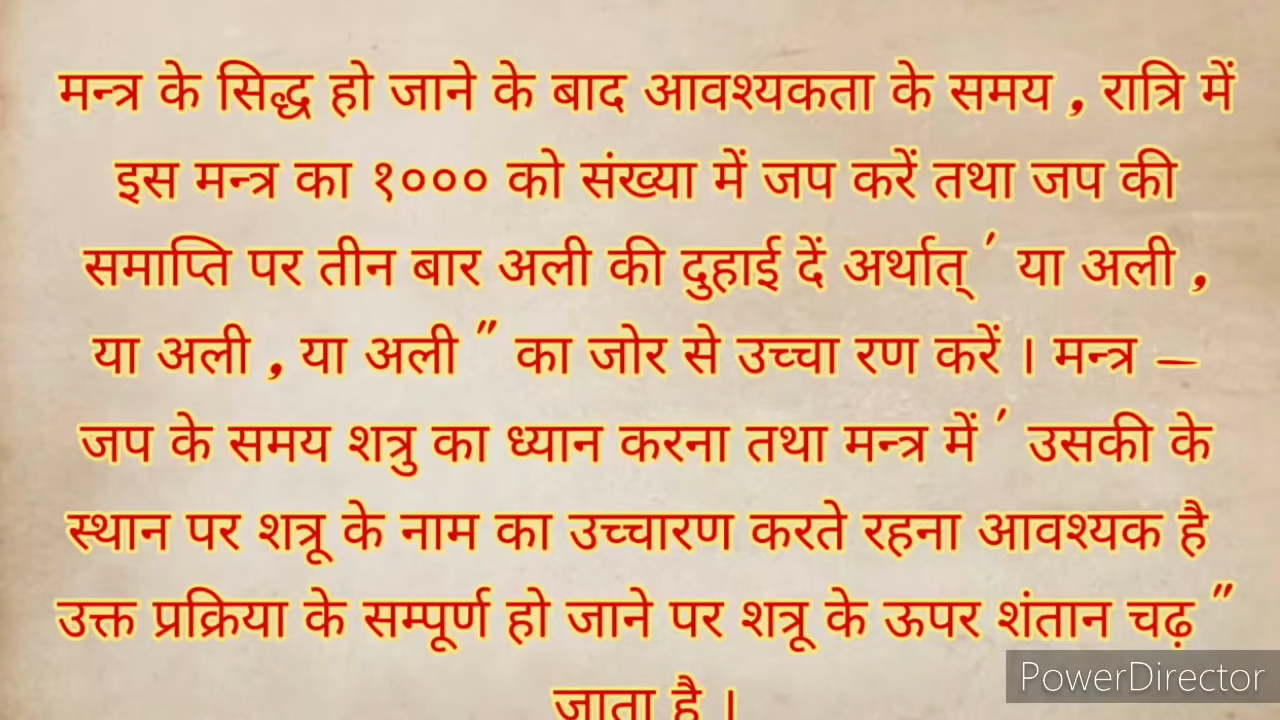 मन्त्र के सिद्ध हो जाने के बाद आवश्यकता के समय , रात्रि में
इस मन्त्र का १००० को संख्या में जप करें तथा जप की
समाप्ति पर तीन बार अली की दुहाई दें अर्थात् ' या अली ,
या अली , या अली " का जोर से उच्चा रण करें । मन्त्र –
जप के समय शत्रु का ध्यान करना तथा मन्त्र में ' उसकी के
स्थान पर शत्रू के नाम का उच्चारण करते रहना आवश्यक है
उक्त प्रक्रिया के सम्पूर्ण हो जाने पर शत्रू के ऊपर शंतान चढ़ "
जाता है ।
PowerDirector